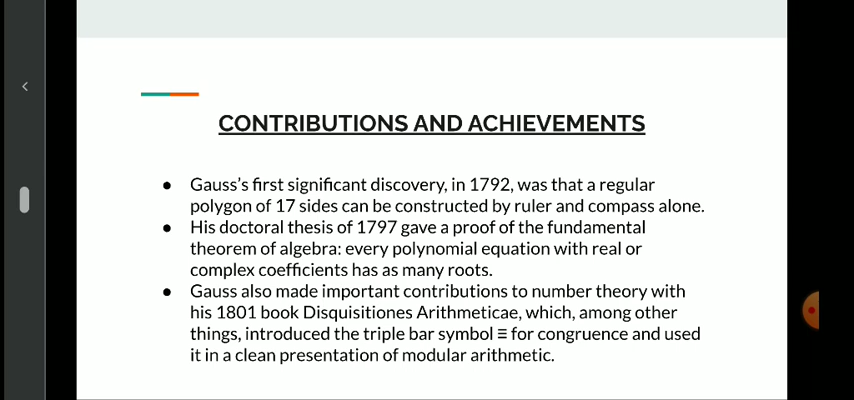 CONTRIBUTIONS AND ACHIEVEMENTS
● Gauss's first significant discovery, in 1792, was that a regular
polygon of 17 sides can be constructed by ruler and compass alone.
● His doctoral thesis of 1797 gave a proof of the fundamental
theorem of algebra: every polynomial equation with real or
complex coefficients has as many roots.
● Gauss also made important contributions to number theory with
his 1801 book Disquisitiones Arithmeticae, which, among other
things, introduced the triple bar symbol ≡ for congruence and used
it in a clean presentation of modular arithmetic.